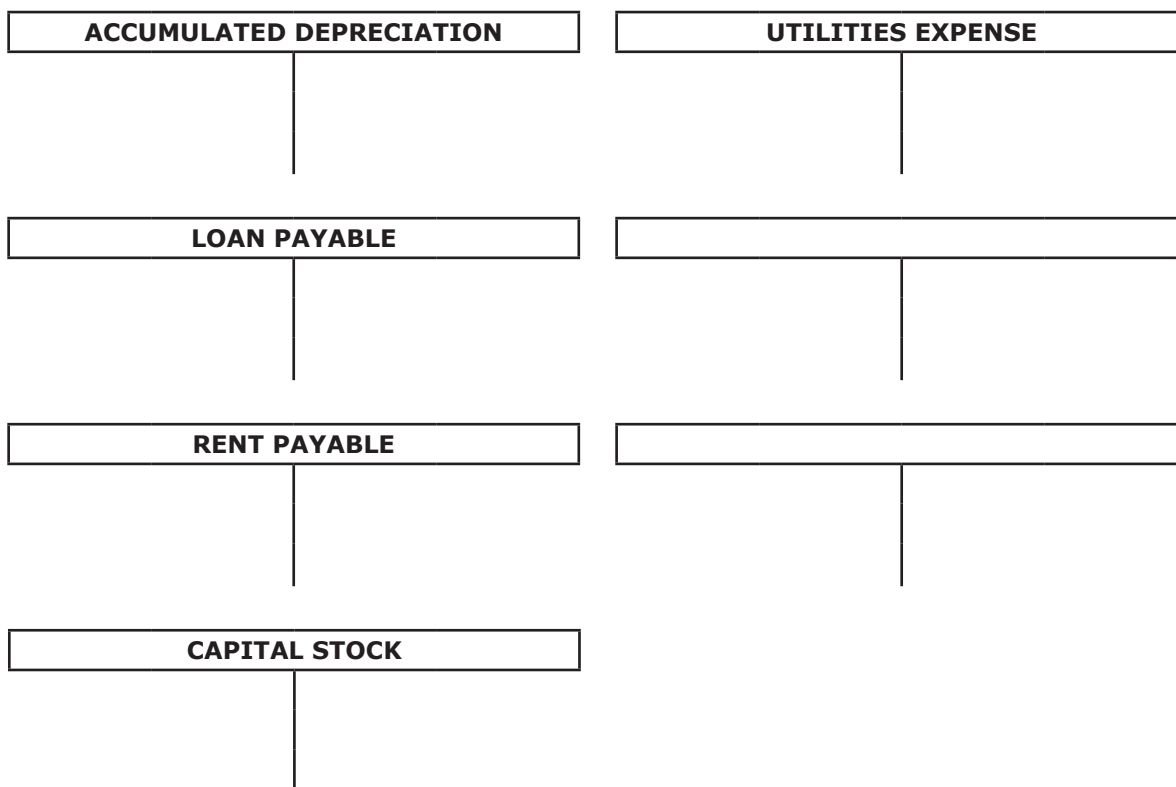 ACCUMULATED DEPRECIATION
UTILITIES EXPENSE
LOAN PAYABLE
RENT PAYABLE
CAPITAL STOCK